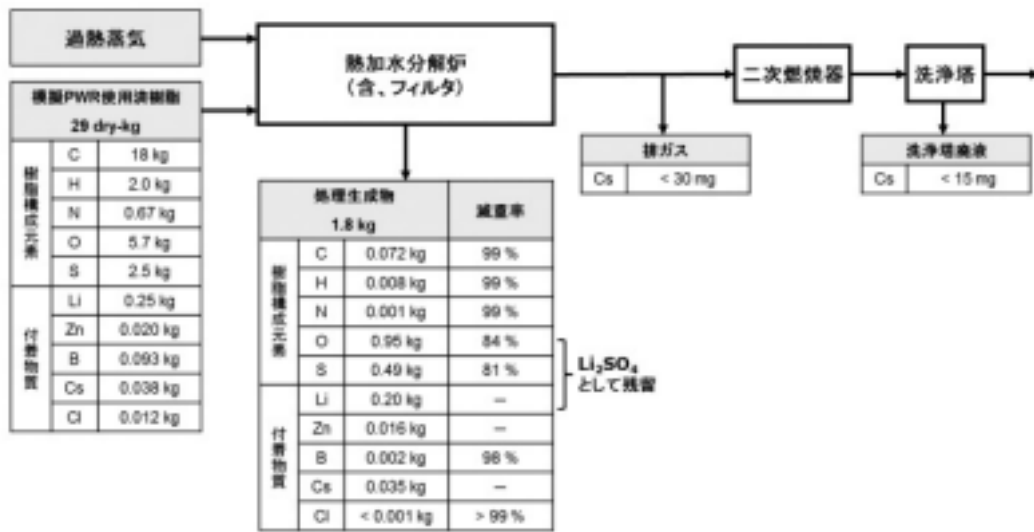 過熱蒸気
模擬PWR使用済樹脂
29 dry-kg
樹脂構成元素
C 18 kg
H 2.0 kg
N 0.67 kg
O 5.7 kg
S 2.5 kg
付着物質
Li 0.25 kg
Zn 0.020 kg
B 0.093 kg
Cs 0.038 kg
Cl 0.012 kg
熱加水分解炉
(含、フィルタ)
処理生成物
1.8 kg
減重率
樹脂構成元素
C 0.072 kg 99 %
H 0.008 kg 99 %
N 0.001 kg 99 %
O 0.95 kg 84 %
S 0.49 kg 81 %
付着物質
Li 0.20 kg –
Zn 0.016 kg –
B 0.002 kg 98 %
Cs 0.035 kg –
Cl < 0.001 kg > 99 %
Li₂SO₄
として残留
排ガス
Cs < 30 mg
二次燃焼器
洗浄塔
洗浄塔廃液
Cs < 15 mg